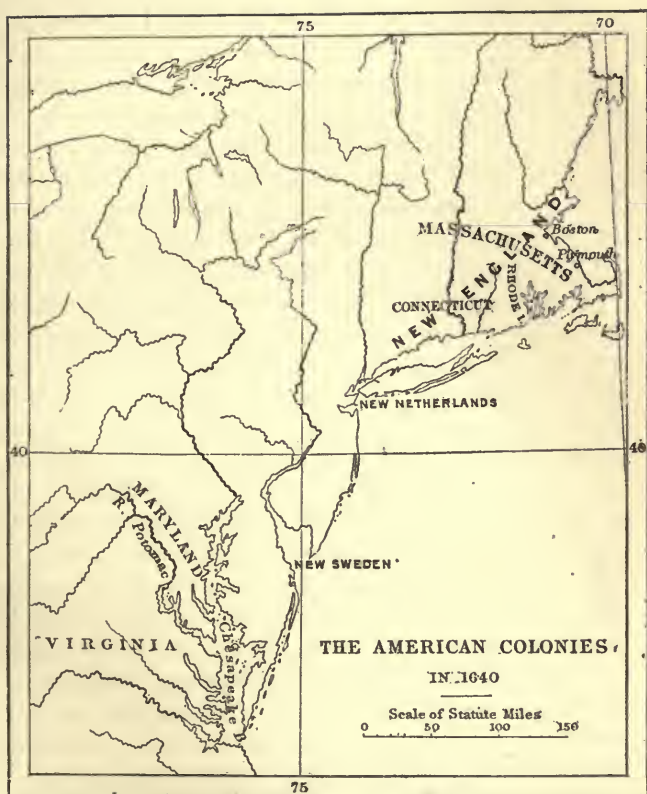 75
70
NEW ENGLAND
MASSACHUSETTS
Boston
Plymouth
RHODE I.
CONNECTICUT
NEW NETHERLANDS
40
40
MARYLAND
R. Potomac
NEW SWEDEN
VIRGINIA
Chesapeake B.
THE AMERICAN COLONIES
IN 1640
Scale of Statute Miles
0 50 100 150
75